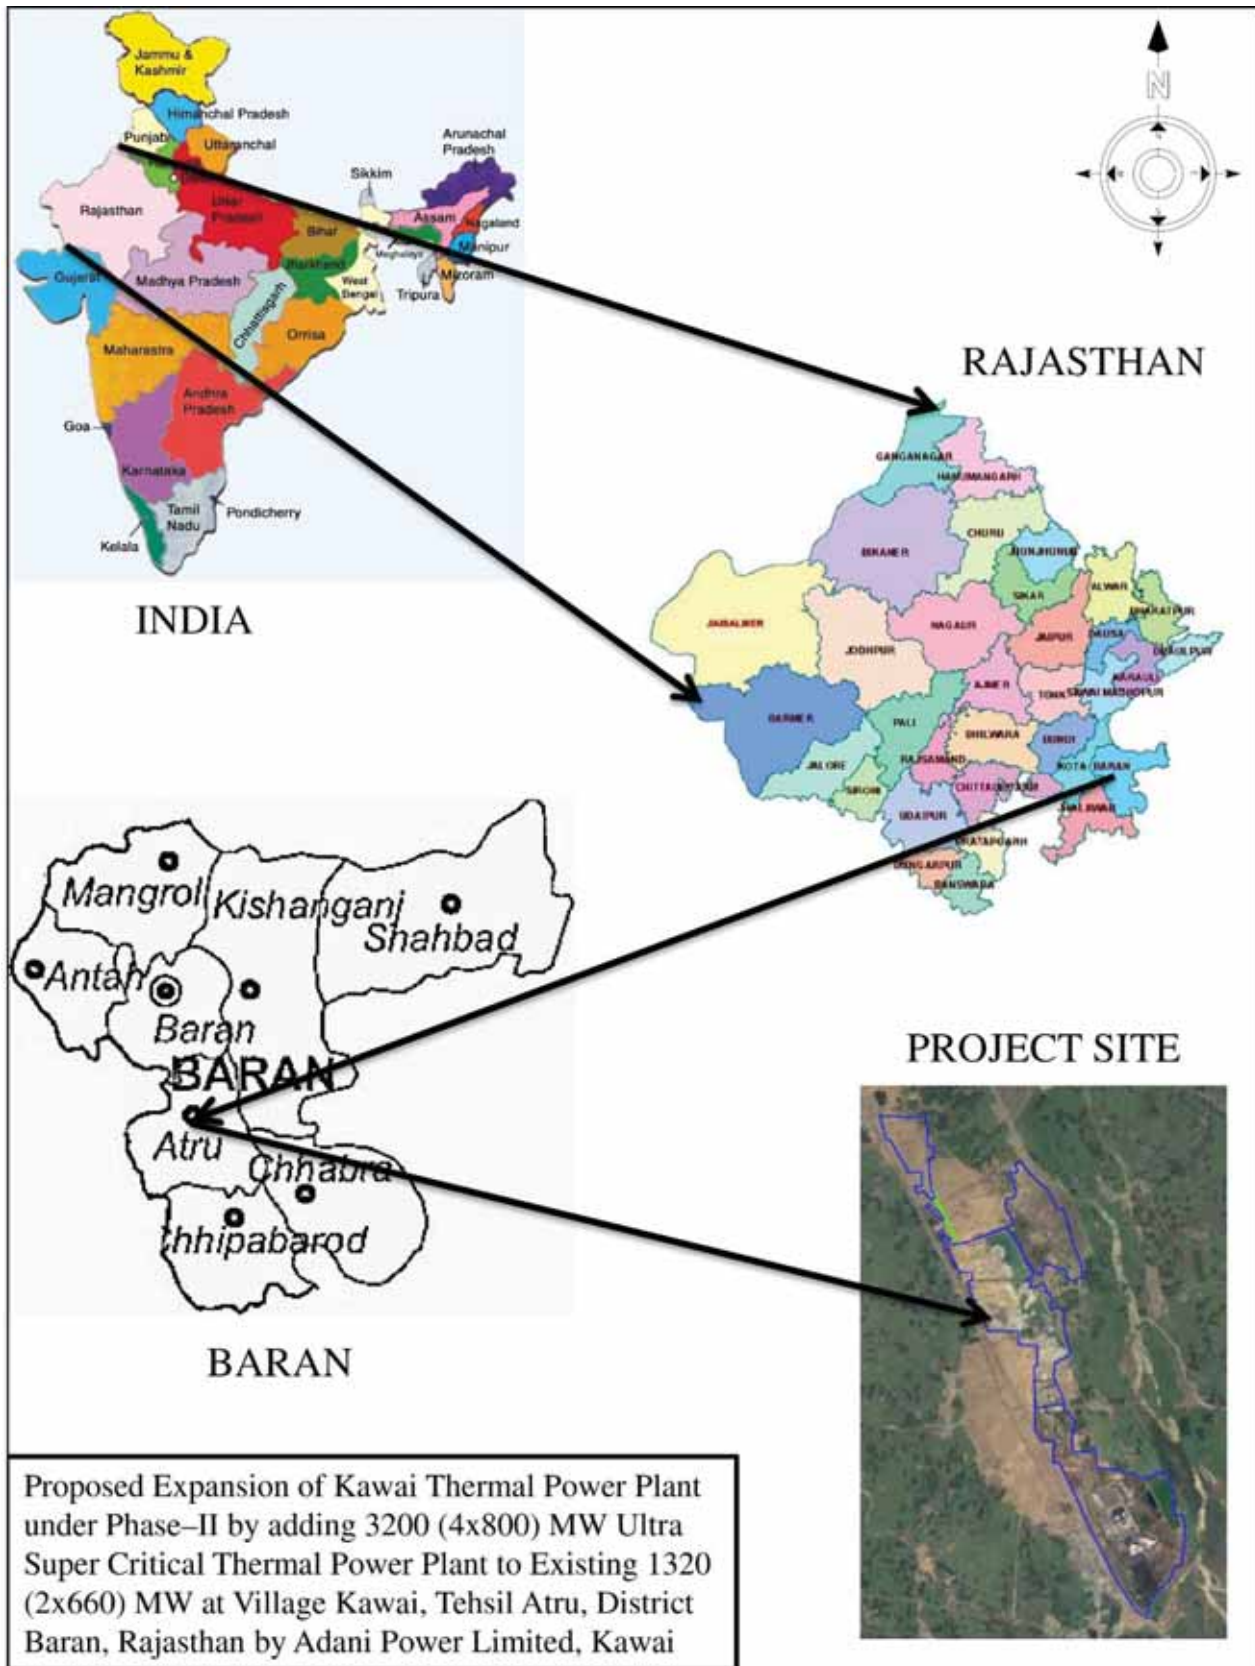 Jammu &
Kashmir
Himanchal Pradesh
Punjab
Uttaranchal
Arunachal
Pradesh
Sikkim
Rajasthan
Uttar
Pradesh
Assam
Nagaland
Bihar
Meghalaya
Manipur
Gujarat
Madhya Pradesh
Jharkhand
West
Bengal
Mizoram
Tripura
Chhattisgarh
Orrisa
Maharastra
Andhra
Pradesh
Goa
Karnataka
Tamil
Nadu
Pondicherry
Kelala
INDIA
N
RAJASTHAN
GANGANAGAR
HANUMANGARH
CHURU
JHUNJHUNU
BIKANER
SIKAR
ALWAR
BHARATPUR
JAISALMER
NAGAUR
JAIPUR
DAUSA
DHAULPUR
JODHPUR
KARAULI
AJMER
TONK
SAWAI MADHOPUR
BARMER
PALI
BHILWARA
BUNDI
JALORE
RAJSAMAND
KOTA
BARAN
SIROHI
UDAIPUR
PRATAPGARH
DUNGARPUR
BANSWARA
Mangrol
Kishanganj
Shahbad
Antah
Baran
BARAN
Atru
Chhabra
hhipabarod
BARAN
PROJECT SITE
Proposed Expansion of Kawai Thermal Power Plant
under Phase–II by adding 3200 (4x800) MW Ultra
Super Critical Thermal Power Plant to Existing 1320
(2x660) MW at Village Kawai, Tehsil Atru, District
Baran, Rajasthan by Adani Power Limited, Kawai